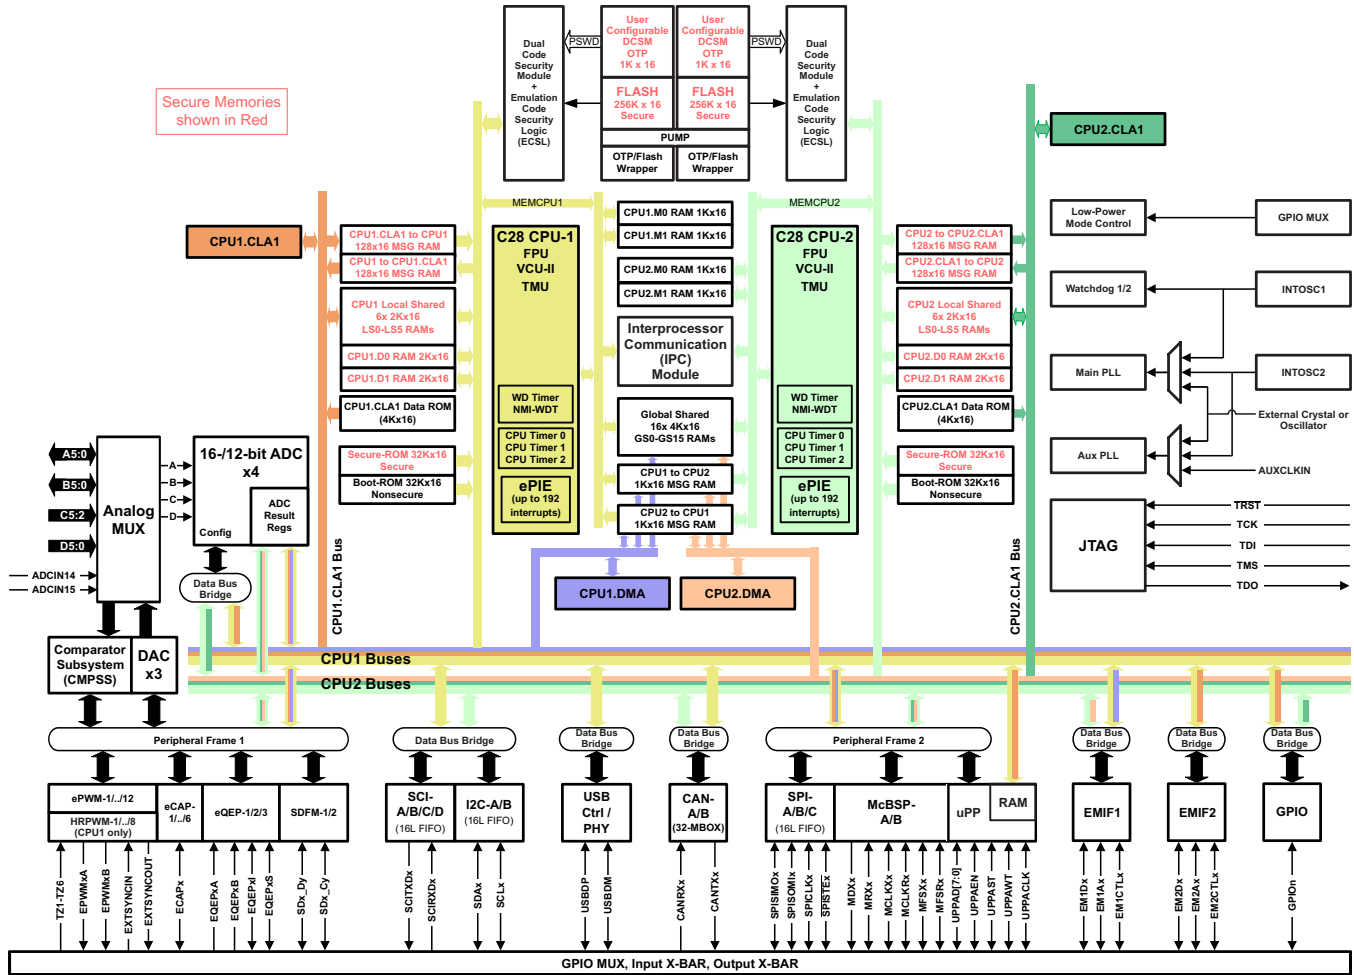 Secure Memories
shown in Red
Dual
Code
Security
Module
+
Emulation
Code
Security
Logic
(ECSL)
PSWD
User
Configurable
DCSM
OTP
1K x 16
User
Configurable
DCSM
OTP
1K x 16
PSWD
Dual
Code
Security
Module
+
Emulation
Code
Security
Logic
(ECSL)
FLASH
256K x 16
Secure
FLASH
256K x 16
Secure
PUMP
OTP/Flash
Wrapper
OTP/Flash
Wrapper
CPU2.CLA1
MEMCPU1
MEMCPU2
CPU1.CLA1
CPU1.CLA1 to CPU1
128x16 MSG RAM
CPU1 to CPU1.CLA1
128x16 MSG RAM
CPU1 Local Shared
6x 2Kx16
LS0-LS5 RAMs
CPU1.D0 RAM 2Kx16
CPU1.D1 RAM 2Kx16
CPU1.CLA1 Data ROM
(4Kx16)
Secure-ROM 32Kx16
Secure
Boot-ROM 32Kx16
Nonsecure
C28 CPU-1
FPU
VCU-II
TMU
WD Timer
NMI-WDT
CPU Timer 0
CPU Timer 1
CPU Timer 2
ePIE
(up to 192
interrupts)
CPU1.M0 RAM 1Kx16
CPU1.M1 RAM 1Kx16
CPU2.M0 RAM 1Kx16
CPU2.M1 RAM 1Kx16
Interprocessor
Communication
(IPC)
Module
Global Shared
16x 4Kx16
GS0-GS15 RAMs
CPU1 to CPU2
1Kx16 MSG RAM
CPU2 to CPU1
1Kx16 MSG RAM
C28 CPU-2
FPU
VCU-II
TMU
WD Timer
NMI-WDT
CPU Timer 0
CPU Timer 1
CPU Timer 2
ePIE
(up to 192
interrupts)
CPU2 to CPU2.CLA1
128x16 MSG RAM
CPU2.CLA1 to CPU2
128x16 MSG RAM
CPU2 Local Shared
6x 2Kx16
LS0-LS5 RAMs
CPU2.D0 RAM 2Kx16
CPU2.D1 RAM 2Kx16
CPU2.CLA1 Data ROM
(4Kx16)
Secure-ROM 32Kx16
Secure
Boot-ROM 32Kx16
Nonsecure
Low-Power
Mode Control
GPIO MUX
Watchdog 1/2
INTOSC1
Main PLL
INTOSC2
External Crystal or
Oscillator
Aux PLL
AUXCLKIN
JTAG
TRST
TCK
TDI
TMS
TDO
A5:0
B5:0
C5:2
D5:0
ADCIN14
ADCIN15
Analog
MUX
A
B
C
D
16-/12-bit ADC
x4
Config
ADC
Result
Regs
Data Bus
Bridge
CPU1.CLA1 Bus
CPU2.CLA1 Bus
CPU1.DMA
CPU2.DMA
Comparator
Subsystem
(CMPSS)
DAC
x3
CPU1 Buses
CPU2 Buses
Peripheral Frame 1
Data Bus Bridge
Data Bus
Bridge
Data Bus
Bridge
Peripheral Frame 2
Data Bus
Bridge
Data Bus
Bridge
Data Bus
Bridge
ePWM-1/../12
HRPWM-1/../8
(CPU1 only)
eCAP-
1/../6
eQEP-1/2/3
SDFM-1/2
SCI-
A/B/C/D
(16L FIFO)
I2C-A/B
(16L FIFO)
USB
Ctrl /
PHY
CAN-
A/B
(32-MBOX)
SPI-
A/B/C
(16L FIFO)
McBSP-
A/B
uPP
RAM
EMIF1
EMIF2
GPIO
TZ1-TZ6
EPWMxA
EPWMxB
EXTSYNCIN
EXTSYNCOUT
ECAPx
EQEPxA
EQEPxB
EQEPxI
EQEPxS
SDx_Dy
SDx_Cy
SCITXDx
SCIRXDx
SDAx
SCLx
USBDP
USBDM
CANRXx
CANTXx
SPISIMOx
SPISOMIx
SPICLKx
SPISTEx
MDXx
MRXx
MCLKXx
MCLKRx
MFSXx
MFSRx
UPPAD[7:0]
UPPAEN
UPPAST
UPPAWT
UPPACLK
EM1Dx
EM1Ax
EM1CTLx
EM2Dx
EM2Ax
EM2CTLx
GPIOn
GPIO MUX, Input X-BAR, Output X-BAR